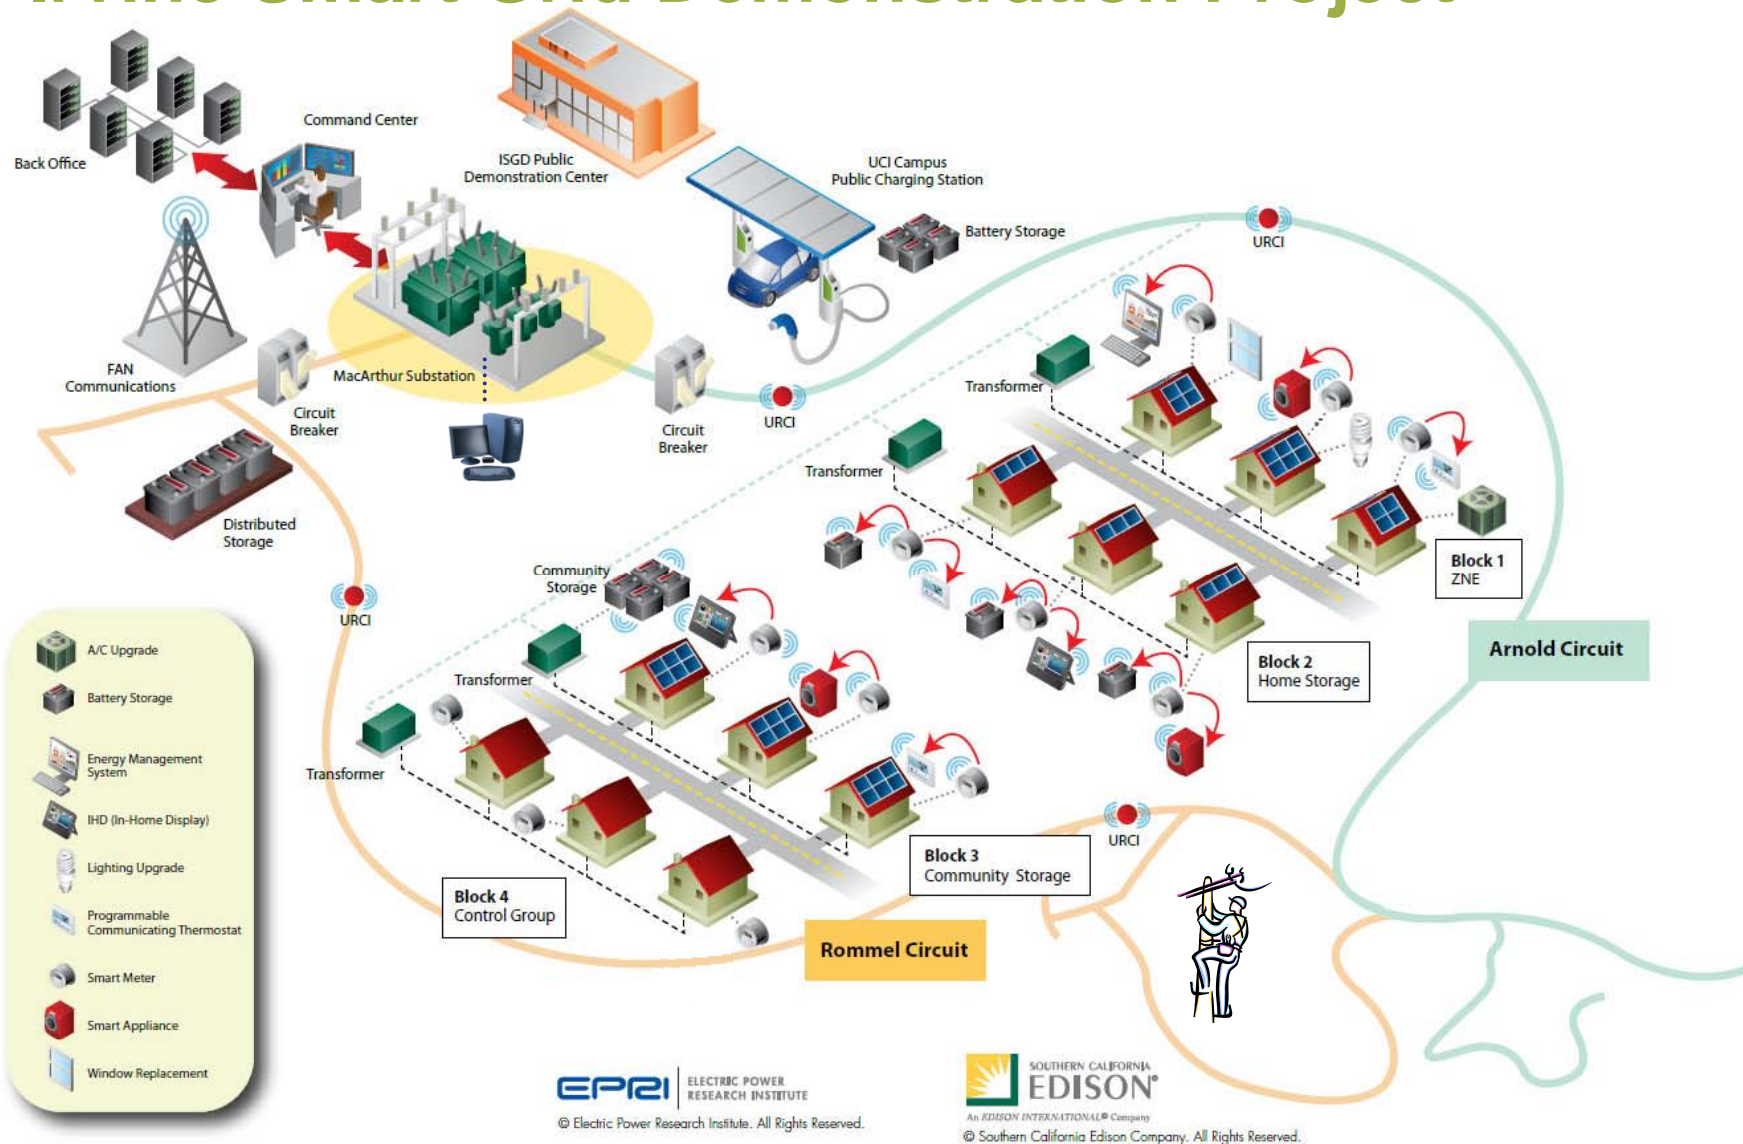 Smart Grid Demonstration Project
Command Center
Back Office
ISGD Public
Demonstration Center
UCI Campus
Public Charging Station
Battery Storage
URCI
FAN
Communications
MacArthur Substation
Circuit
Breaker
Circuit
Breaker
URCI
Transformer
Transformer
Distributed
Storage
Block 1
ZNE
Community
Storage
URCI
Arnold Circuit
Block 2
Home Storage
Transformer
Transformer
URCI
Block 3
Community Storage
Block 4
Control Group
Rommel Circuit
A/C Upgrade
Battery Storage
Energy Management
System
IHD (In-Home Display)
Lighting Upgrade
Programmable
Communicating Thermostat
Smart Meter
Smart Appliance
Window Replacement
EPRI
ELECTRIC POWER
RESEARCH INSTITUTE
© Electric Power Research Institute. All Rights Reserved.
SOUTHERN CALIFORNIA
EDISON®
An EDISON INTERNATIONAL® Company
© Southern California Edison Company. All Rights Reserved.